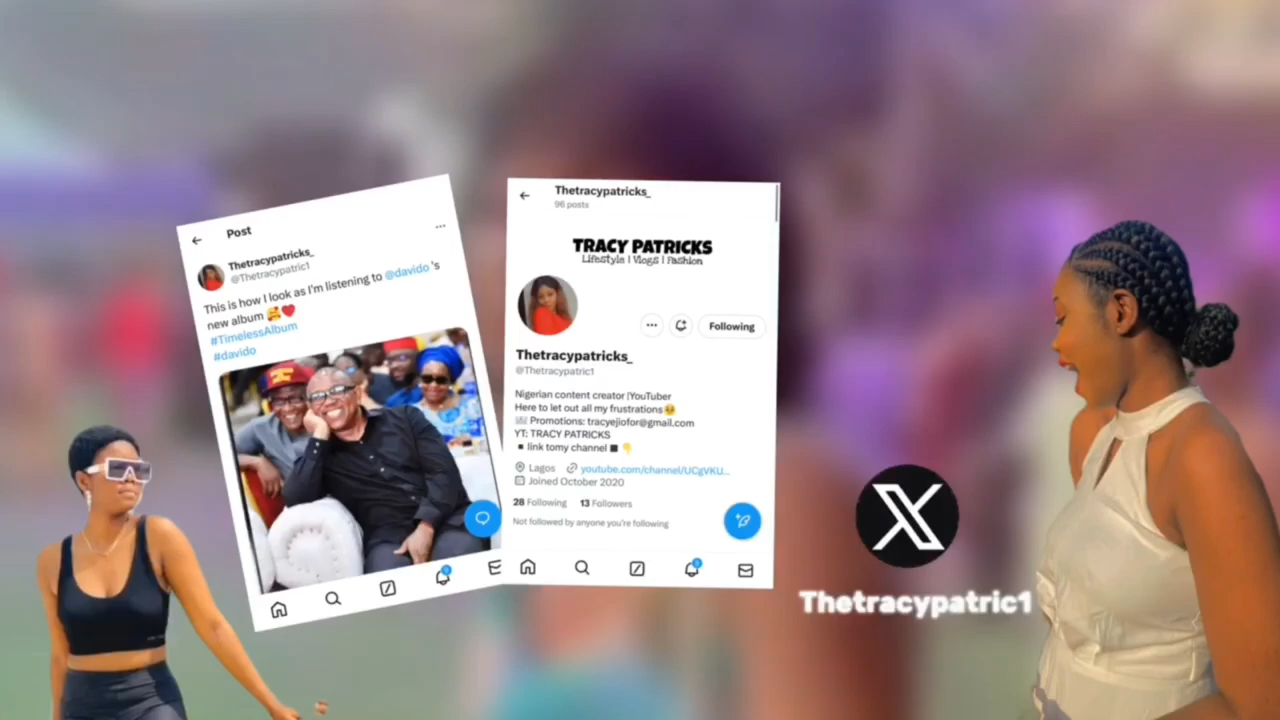 Post
Thetracypatricks_
@Thetracypatric1
This is how I look as I'm listening to @davido 's
new album 🥰❤️
#TimelessAlbum
#davido
Thetracypatricks_
96 posts
TRACY PATRICKS
Lifestyle | Vlogs | Fashion
Following
Thetracypatricks_
@Thetracypatric1
Nigerian content creator |YouTuber
Here to let out all my frustrations🥺
📧 Promotions: tracyejiofor@gmail.com
YT: TRACY PATRICKS
▪️ link tomy channel ◼️ 👇
Lagos youtube.com/channel/UCgVKU...
Joined October 2020
28 Following 13 Followers
Not followed by anyone you're following
Thetracypatric1